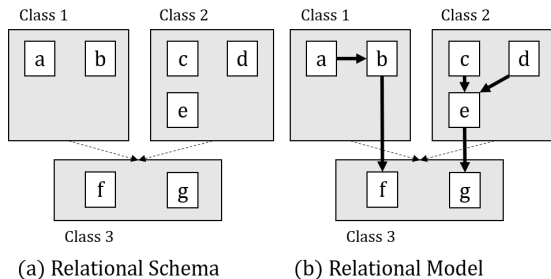 Class 1
Class 2
a
b
c
d
e
f
g
Class 3
(a) Relational Schema
Class 1
Class 2
a
b
c
d
e
f
g
Class 3
(b) Relational Model